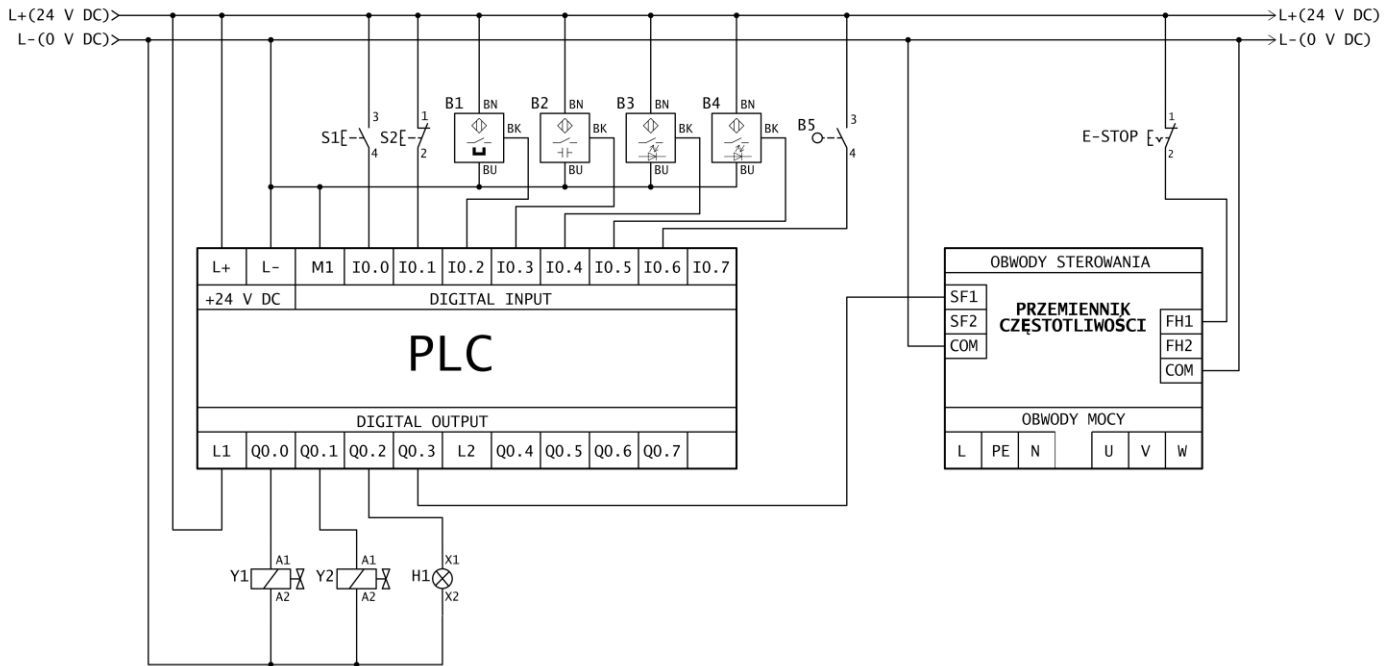 L+(24 V DC) L+(24 V DC)
L-(0 V DC) L-(0 V DC)
3 1 B1 BN B2 BN B3 BN B4 BN 3 1
S1 S2 BK BK BK BK B5 E-STOP
4 2 BU BU BU BU 4 2
L+ L- M1 I0.0 I0.1 I0.2 I0.3 I0.4 I0.5 I0.6 I0.7
+24 V DC DIGITAL INPUT
PLC
DIGITAL OUTPUT
L1 Q0.0 Q0.1 Q0.2 Q0.3 L2 Q0.4 Q0.5 Q0.6 Q0.7
OBWODY STEROWANIA
SF1
SF2
COM
PRZEMIENNIK
CZĘSTOTLIWOŚCI
FH1
FH2
COM
OBWODY MOCY
L PE N U V W
A1 A1 X1
Y1 Y2 H1
A2 A2 X2